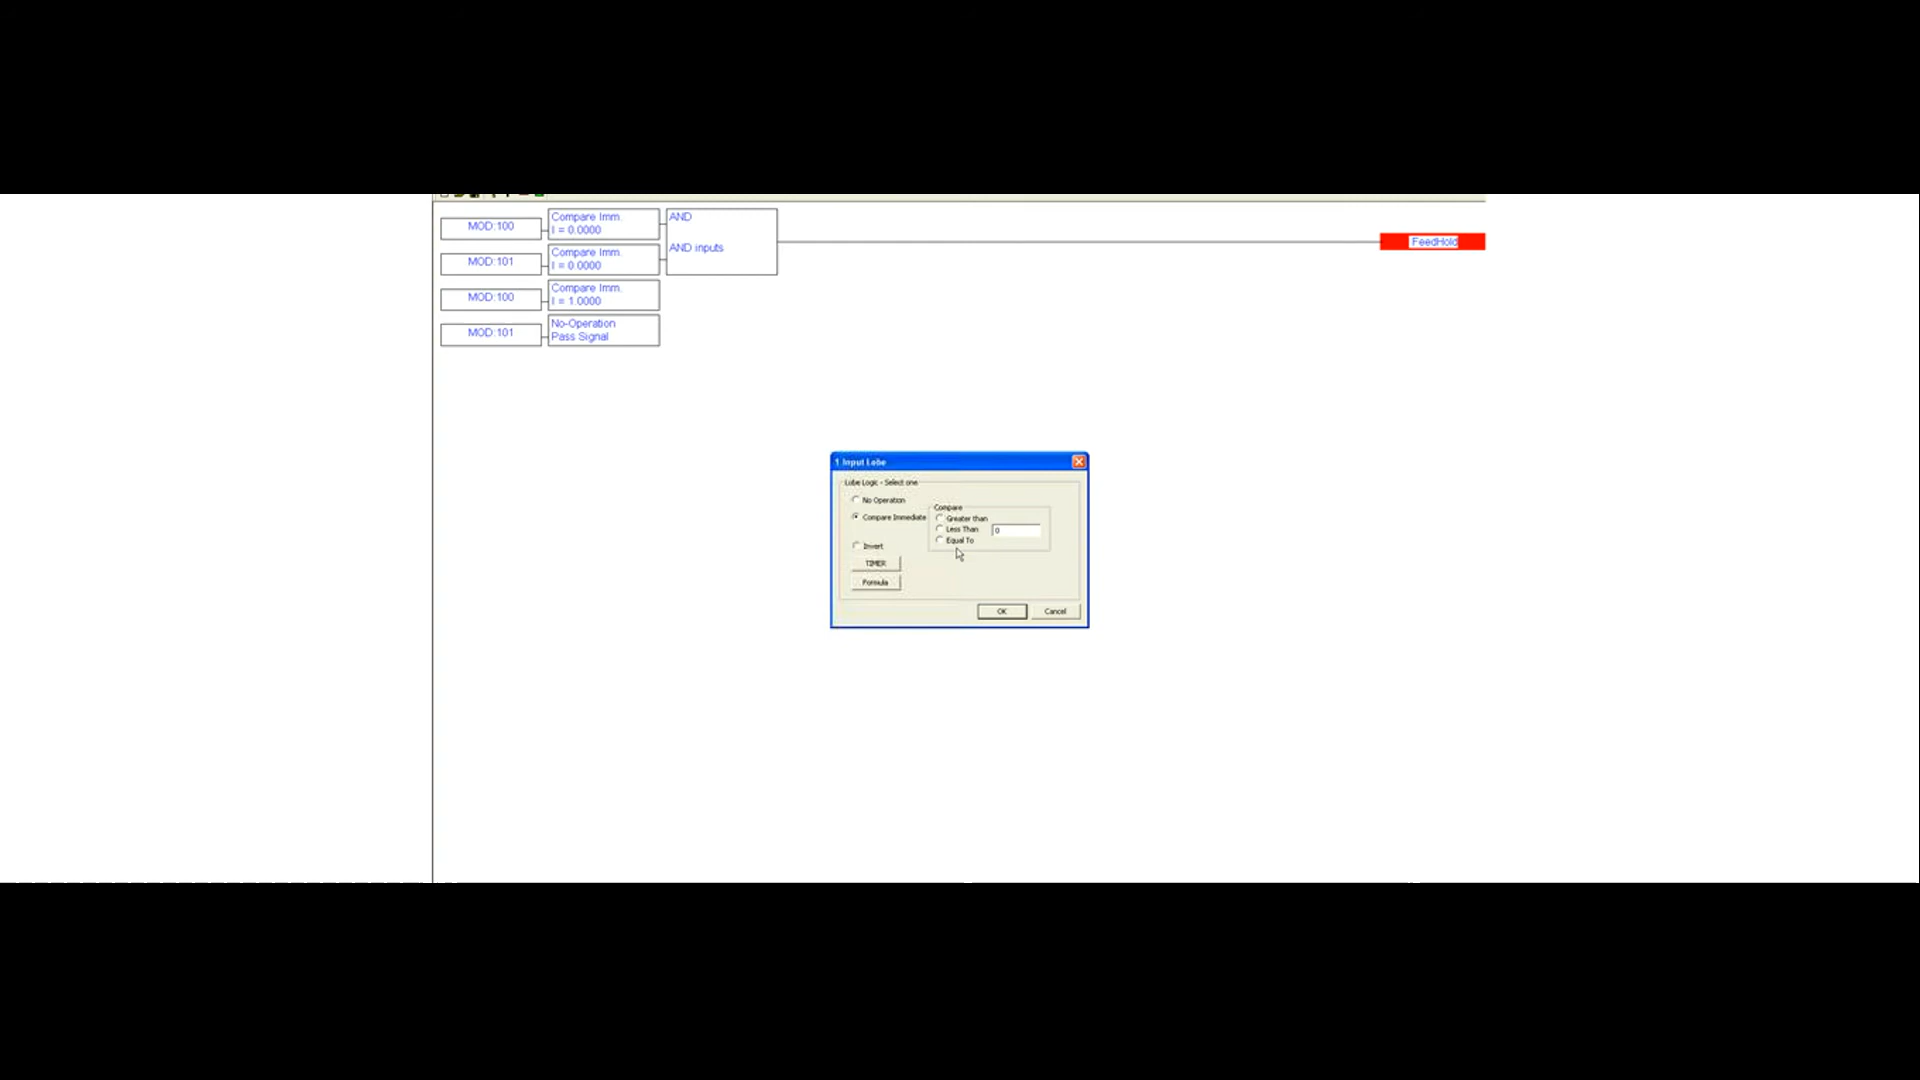 MOD:100
Compare Imm.
I = 0.0000
AND
AND inputs
FeedHold
MOD:101
Compare Imm.
I = 0.0000
MOD:100
Compare Imm.
I = 1.0000
MOD:101
No-Operation
Pass Signal
1 Input Lobe
Lobe Logic - Select one
No Operation
Compare Immediate
Compare
Greater than
Less Than
0
Equal To
Invert
TIMER
Formula
OK
Cancel